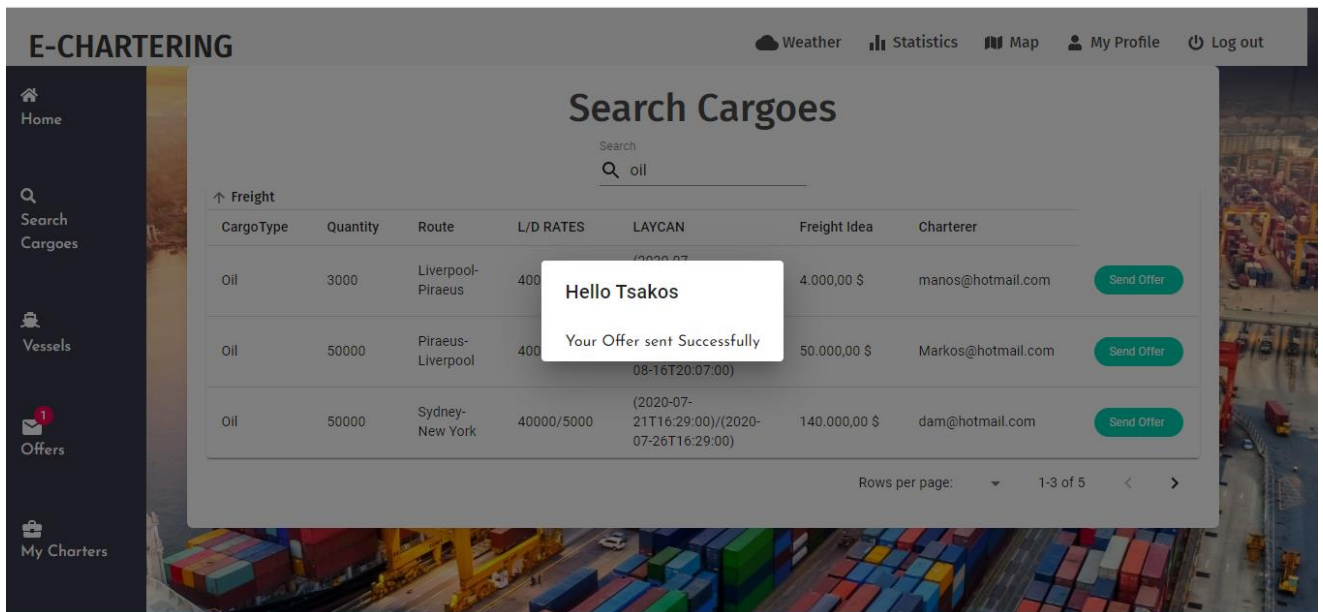 E-CHARTERING
Weather Statistics Map My Profile Log out
Home
Search
Cargoes
Vessels
1
Offers
My Charters
Search Cargoes
Search
oil
Freight
CargoType Quantity Route L/D RATES LAYCAN Freight Idea Charterer
Oil 3000 Liverpool-
Piraeus 400 (2020-07- 4.000,00 $ manos@hotmail.com Send Offer
Hello Tsakos
Your Offer sent Successfully
Oil 50000 Piraeus-
Liverpool 400 50.000,00 $ Markos@hotmail.com Send Offer
08-16T20:07:00)
Oil 50000 Sydney-
New York 40000/5000 (2020-07-
21T16:29:00)/(2020-
07-26T16:29:00) 140.000,00 $ dam@hotmail.com Send Offer
Rows per page: 1-3 of 5